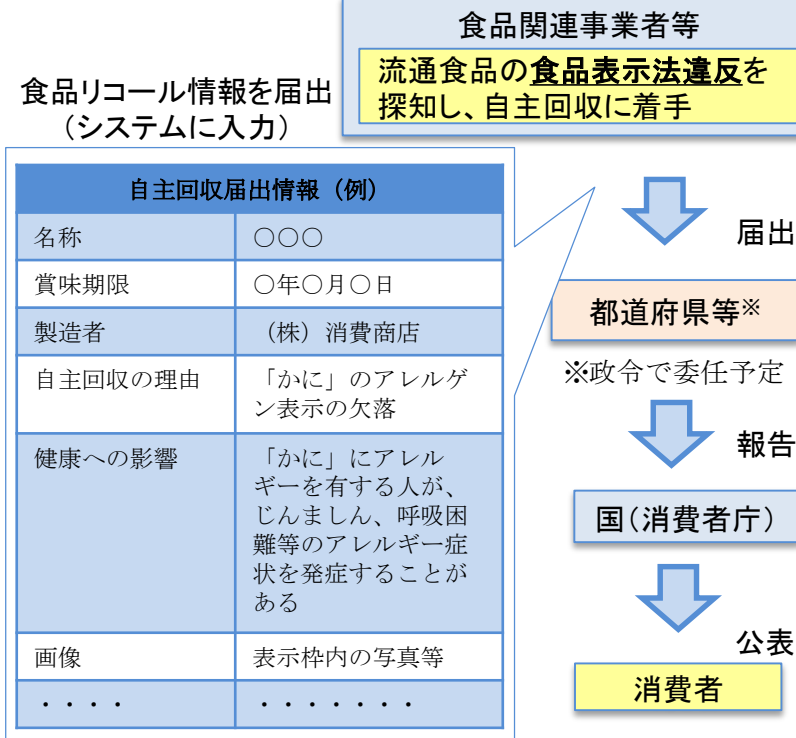 食品関連事業者等
流通食品の食品表示法違反を
探知し、自主回収に着手
食品リコール情報を届出
（システムに入力）
自主回収届出情報（例）
名称 〇〇〇
賞味期限 〇年〇月〇日
製造者 （株）消費商店
自主回収の理由 「かに」のアレルゲ
ン表示の欠落
健康への影響 「かに」にアレル
ギーを有する人が、
じんましん、呼吸困
難等のアレルギー症
状を発症することが
ある
画像 表示枠内の写真等
・・・・ ・・・・・・・
届出
都道府県等※
※政令で委任予定
報告
国（消費者庁）
公表
消費者